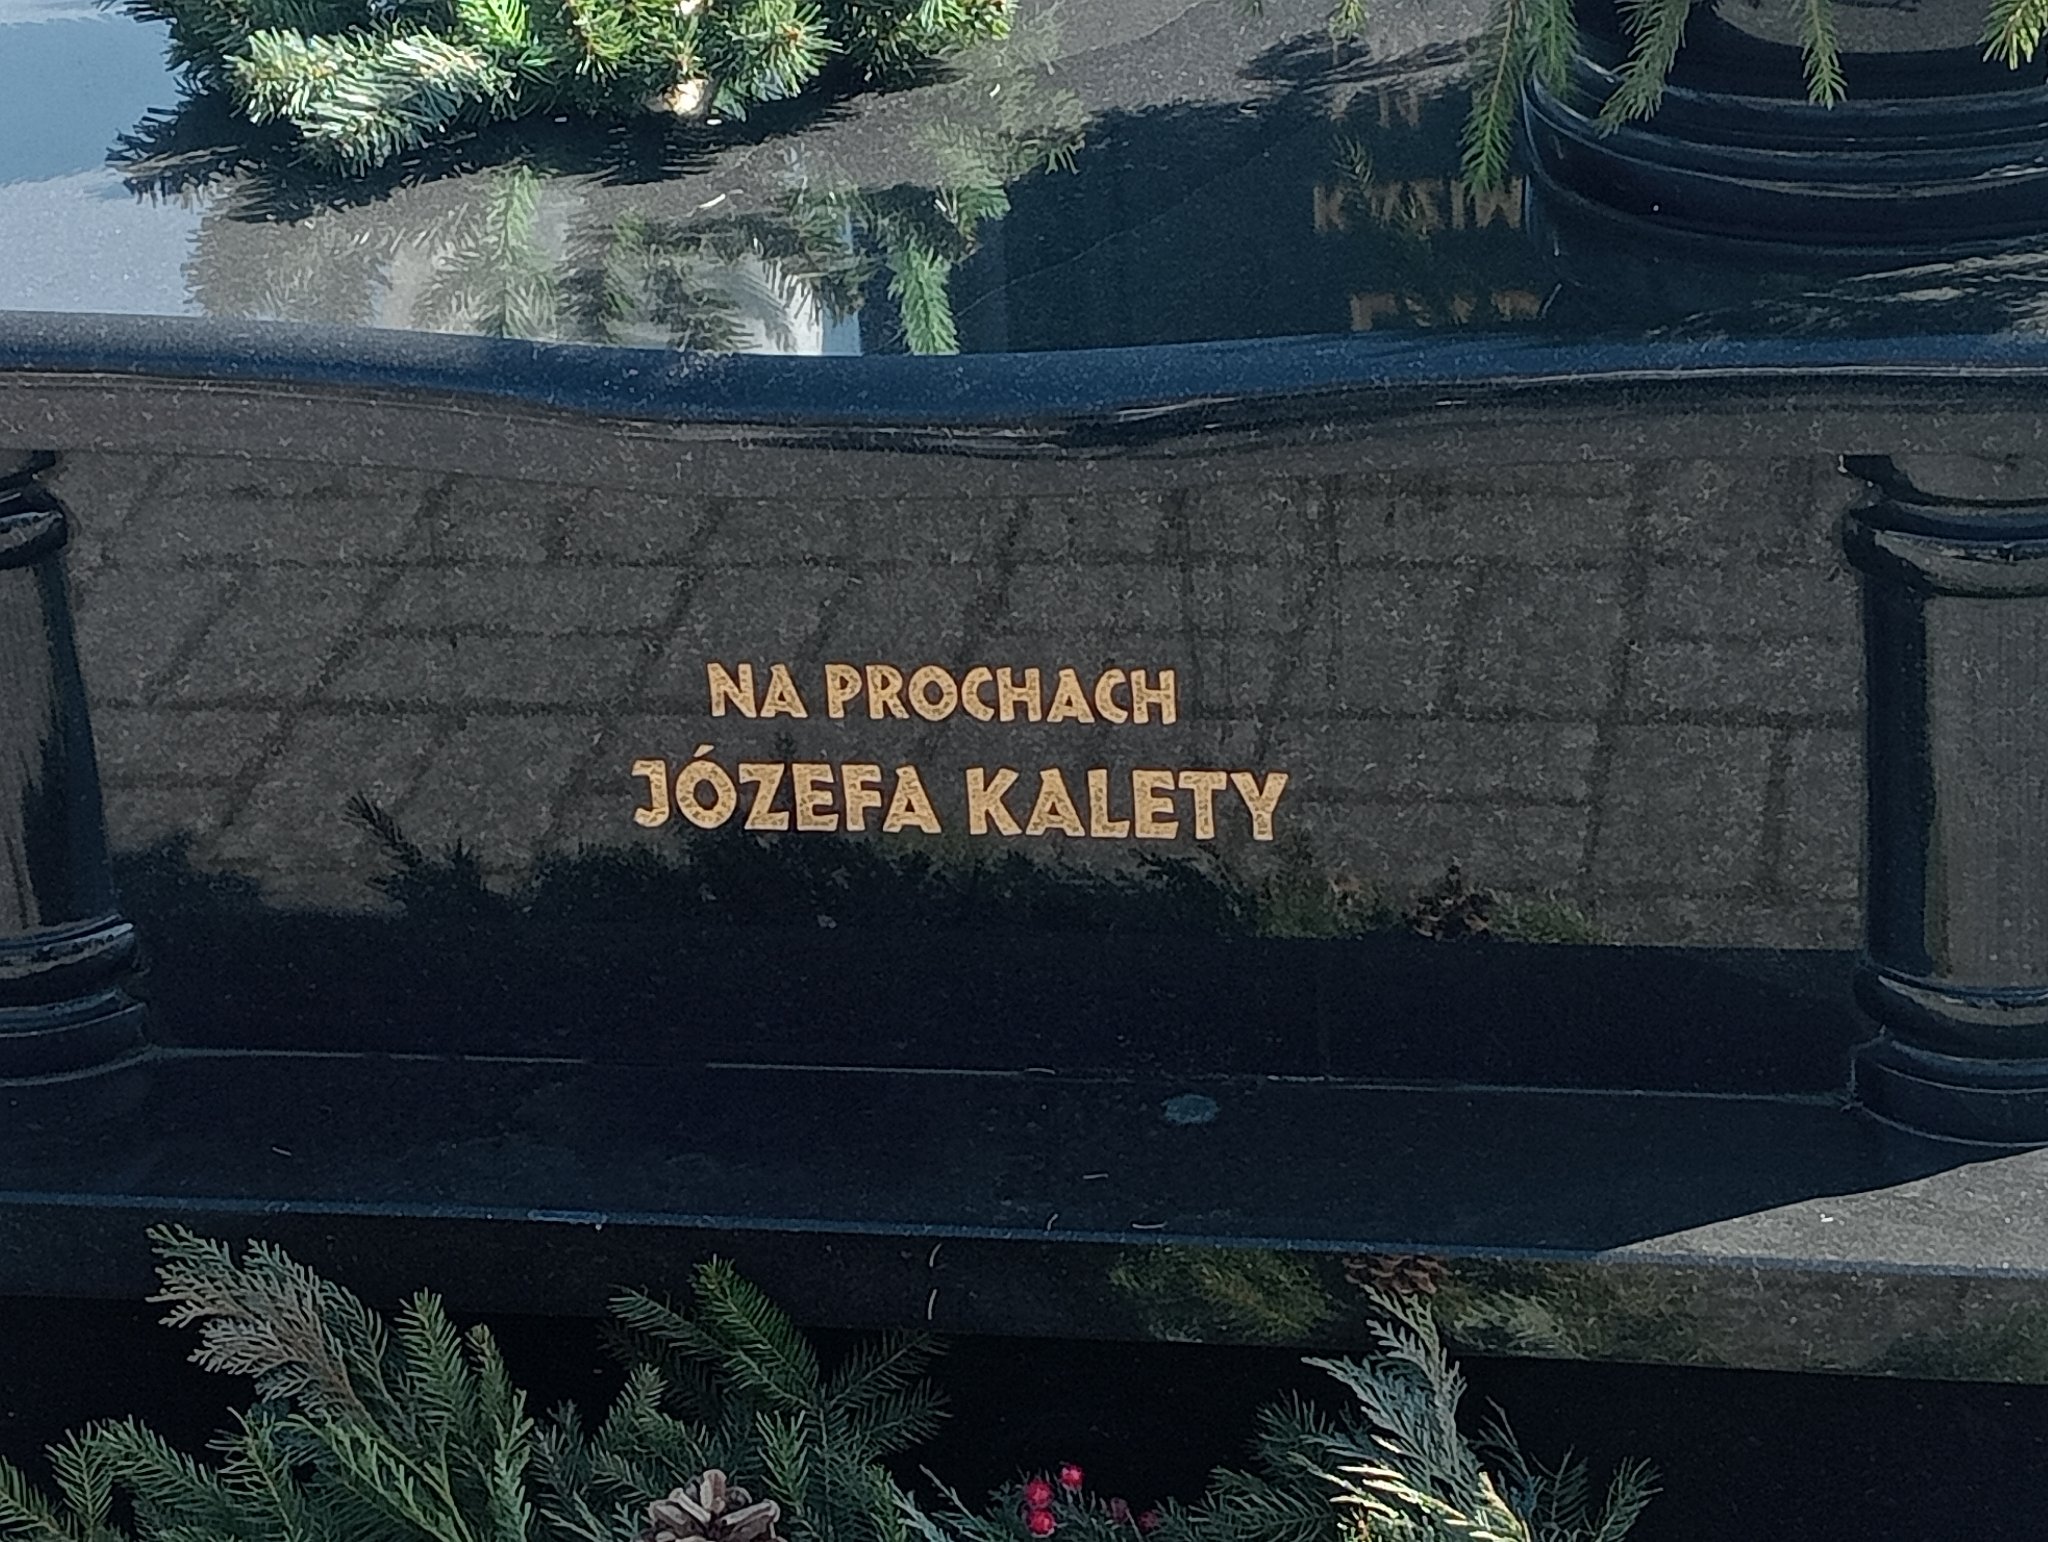 NA PROCHACH
JÓZEFA KALETY